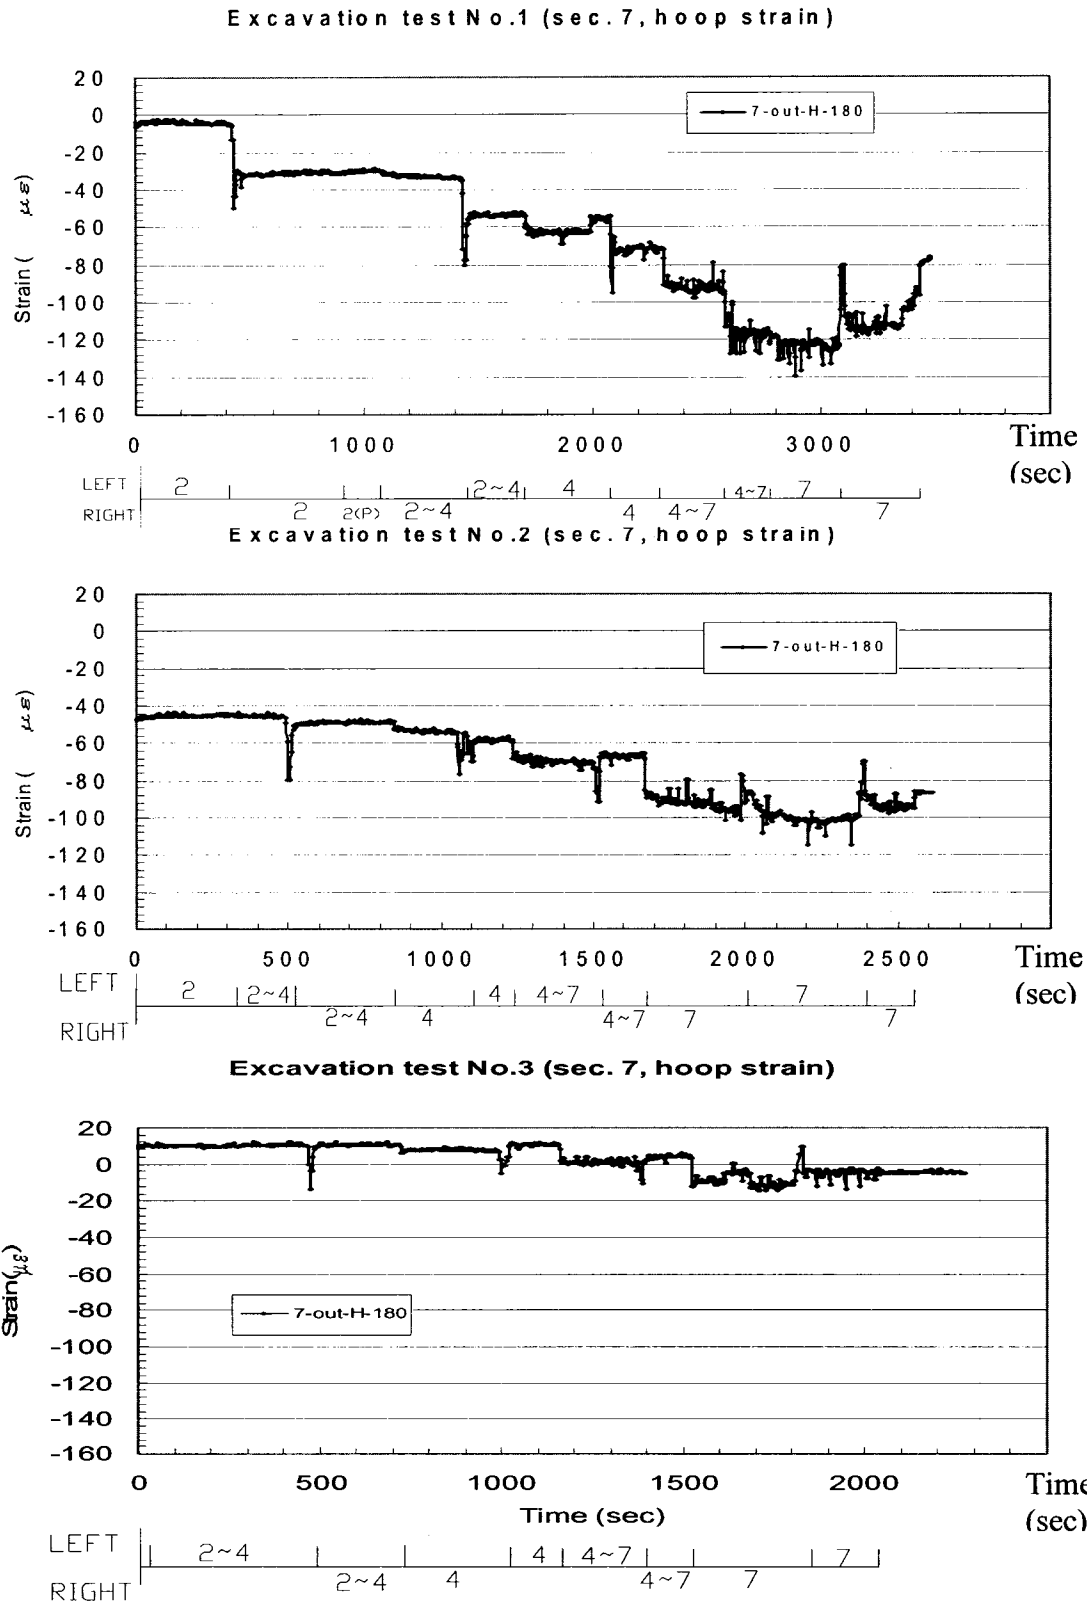 Excavation test No.1 (sec. 7, hoop strain)
20
0
-20
-40
-60
-80
-100
-120
-140
-160
Strain( με)
7-out-H-180
0 1000 2000 3000 Time
(sec)
LEFT 2 2~4 4 4~7 7
RIGHT 2 2(P) 2~4 4 4~7 7
Excavation test No.2 (sec. 7, hoop strain)
20
0
-20
-40
-60
-80
-100
-120
-140
-160
Strain( με)
7-out-H-180
0 500 1000 1500 2000 2500 Time
(sec)
LEFT 2 2~4 4 4~7 7
RIGHT 2~4 4 4~7 7 7
Excavation test No.3 (sec. 7, hoop strain)
20
0
-20
-40
-60
-80
-100
-120
-140
-160
Strain(με)
7-out-H-180
0 500 1000 1500 2000 Time
Time (sec) (sec)
LEFT 2~4 4 4~7 7
RIGHT 2~4 4 4~7 7